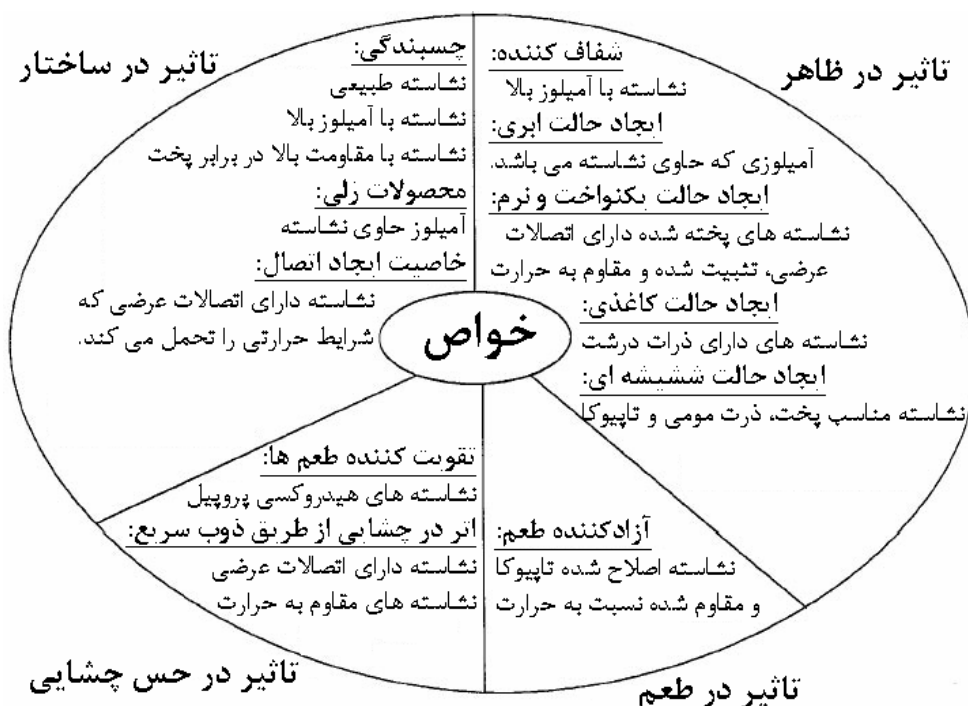 تاثیر در ظاهر
شفاف کننده:
نشاسته با آمیلوز بالا
ایجاد حالت ابری:
آمیلوزی که حاوی نشاسته می باشد.
ایجاد حالت یکنواخت و نرم:
نشاسته های پخته شده دارای اتصالات
عرضی، تثبیت شده و مقاوم به حرارت
ایجاد حالت کاغذی:
نشاسته های دارای ذرات درشت
ایجاد حالت ششیشه ای:
نشاسته مناسب پخت، ذرت مومی و تاپیوکا
تاثیر در ساختار
چسبندگی:
نشاسته طبیعی
نشاسته با آمیلوز بالا
نشاسته با مقاومت بالا در برابر پخت
محصولات ژلی:
آمیلوز حاوی نشاسته
خاصیت ایجاد اتصال:
نشاسته دارای اتصالات عرضی که
شرایط حرارتی را تحمل می کند.
خواص
آزادکننده طعم:
نشاسته اصلاح شده تاپیوکا
و مقاوم شده نسبت به حرارت
تاثیر در طعم
تقویت کننده طعم ها:
نشاسته های هیدروکسی پروپیل
اثر در چشایی از طریق ذوب سریع:
نشاسته دارای اتصالات عرضی
نشاسته های مقاوم به حرارت
تاثیر در حس چشایی